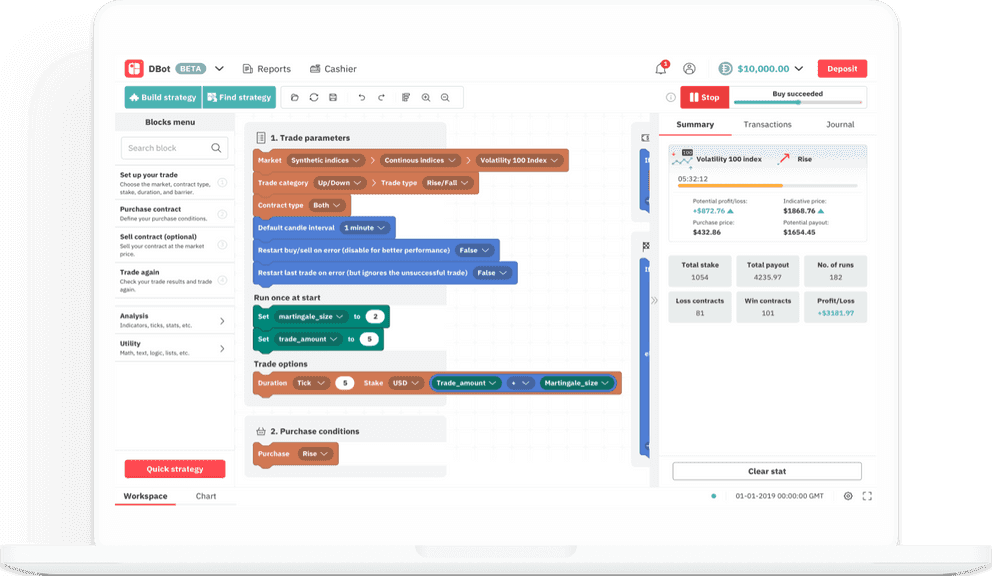 DBot BETA Reports Cashier 1 $10,000.00 Deposit
Build strategy Find strategy Stop Buy succeeded
Blocks menu
Search block
Set up your trade
Choose the market, contract type,
stake, duration, and barrier.
Purchase contract
Define your purchase conditions.
Sell contract (optional)
Sell your contract at the market
price.
Trade again
Check your trade results and trade
again.
Analysis
Indicators, ticks, stats, etc.
Utility
Math, text, logic, lists, etc.
Quick strategy
Workspace Chart
1. Trade parameters
Market Synthetic indices Continous indices Volatility 100 Index
Trade category Up/Down Trade type Rise/Fall
Contract type Both
Default candle interval 1 minute
Restart buy/sell on error (disable for better performance) False
Restart last trade on error (but ignores the unsuccessful trade) False
Run once at start
Set martingale_size to 2
Set trade_amount to 5
Trade options
Duration Tick 5 Stake USD Trade_amount + Martingale_size
2. Purchase conditions
Purchase Rise
Summary Transactions Journal
100 Volatility 100 index Rise
05:32:12
Potential profit/loss: Indicative price:
+$872.76 $1868.76
Purchase price: Potential payout:
$432.86 $1654.45
Total stake Total payout No. of runs
1054 4235.97 182
Loss contracts Win contracts Profit/Loss
81 101 +$3181.97
Clear stat
01-01-2019 00:00:00 GMT